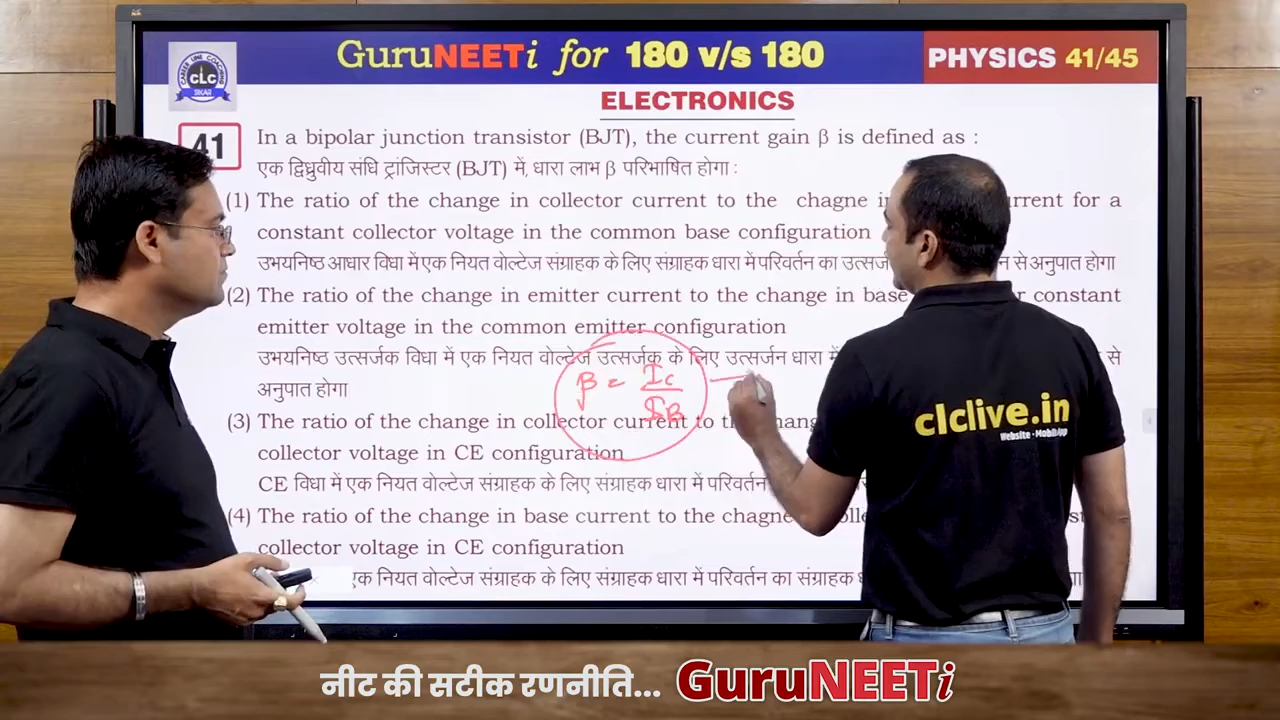 GuruNEETi for 180 v/s 180
PHYSICS 41/45
CLC
SIKAR
ELECTRONICS
41
In a bipolar junction transistor (BJT), the current gain β is defined as :
एक द्विध्रुवीय संधि ट्रांजिस्टर (BJT) में, धारा लाभ β परिभाषित होगा :
(1) The ratio of the change in collector current to the chagne for a
constant collector voltage in the common base configuration
उभयनिष्ठ आधार विधा में एक नियत वोल्टेज संग्राहक के लिए संग्राहक धारा में परिवर्तन का से अनुपात होगा
(2) The ratio of the change in emitter current to the change in base constant
emitter voltage in the common emitter configuration
उभयनिष्ठ उत्सर्जक विधा में एक नियत वोल्टेज उत्सर्जक के लिए उत्सर्जन धारा में से
अनुपात होगा
β = Ic
IB
(3) The ratio of the change in collector current to
collector voltage in CE configuration
CE विधा में एक नियत वोल्टेज संग्राहक के लिए संग्राहक धारा में परिवर्तन
(4) The ratio of the change in base current to the chagne
collector voltage in CE configuration
एक नियत वोल्टेज संग्राहक के लिए संग्राहक धारा में परिवर्तन का संग्राहक
clclive.in
Website - MobileApp
नीट की सटीक रणनीति... GuruNEETi